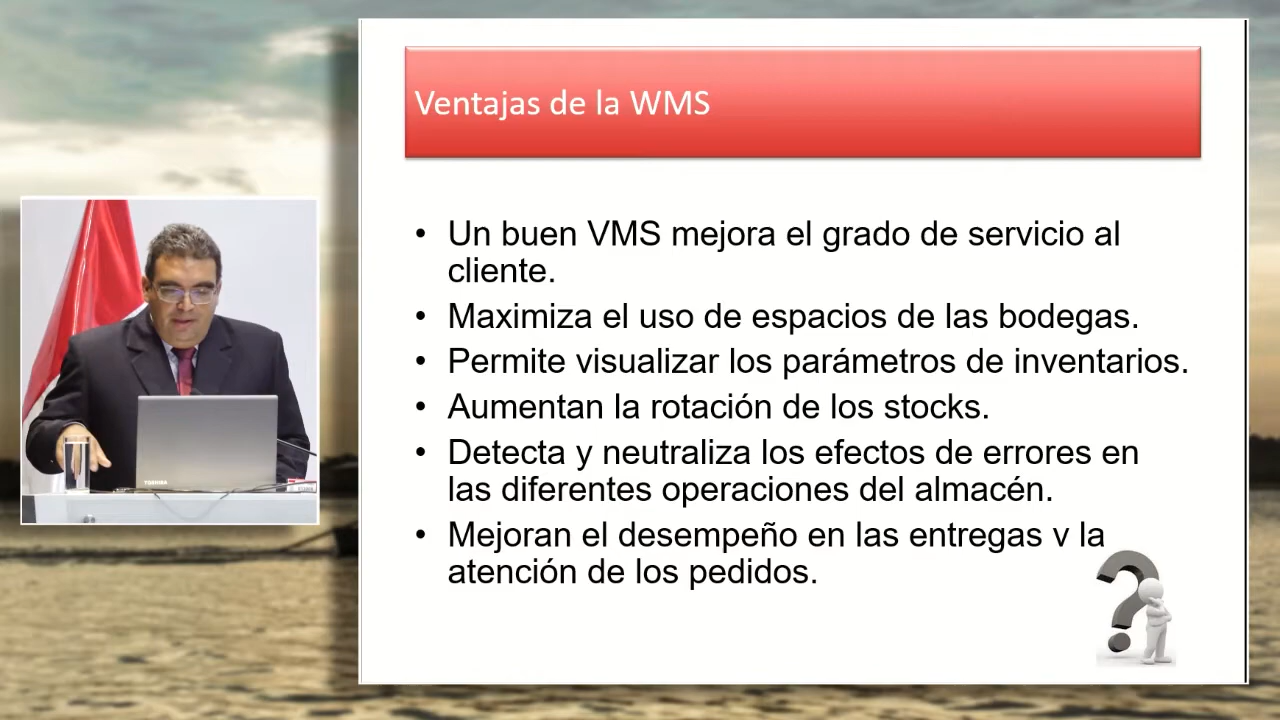 Ventajas de la WMS
• Un buen VMS mejora el grado de servicio al
cliente.
• Maximiza el uso de espacios de las bodegas.
• Permite visualizar los parámetros de inventarios.
• Aumentan la rotación de los stocks.
• Detecta y neutraliza los efectos de errores en
las diferentes operaciones del almacén.
• Mejoran el desempeño en las entregas v la
atención de los pedidos.
TOSHIBA